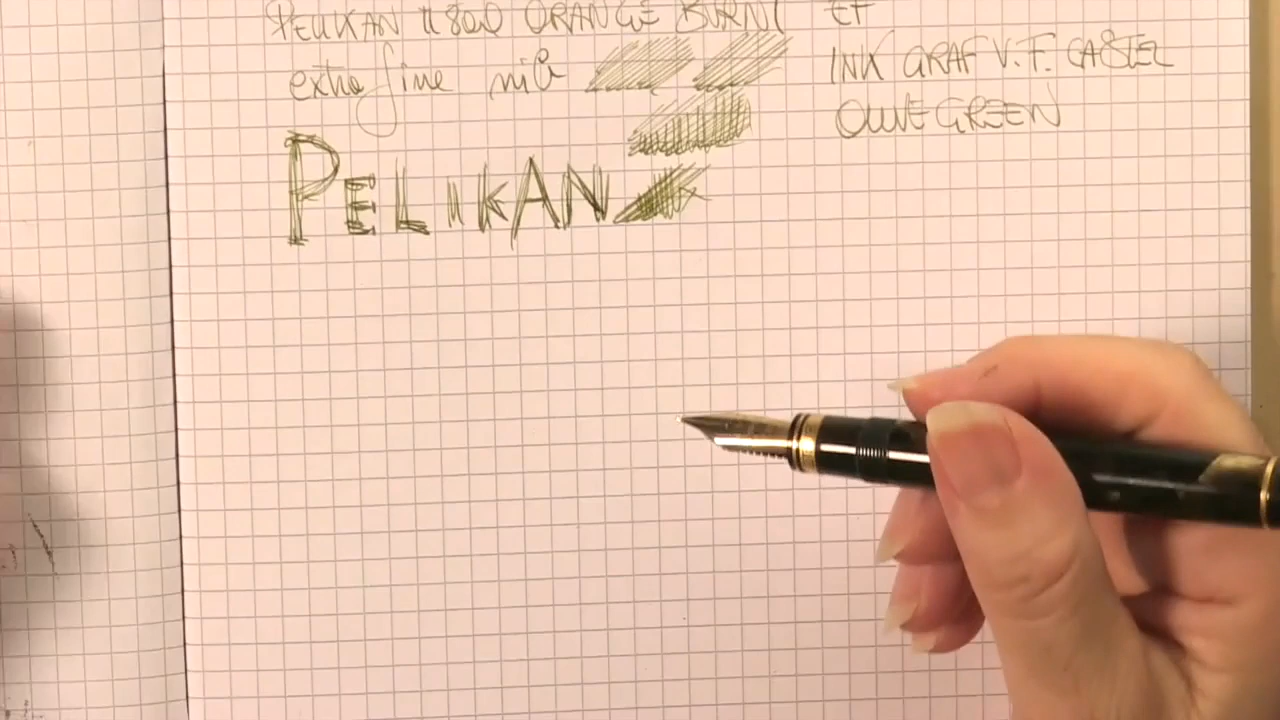 PELIKAN M800 ORANGE BURNT EF
extra fine nib
INK GRAF V. F. CASTEL
OLIVE GREEN
PELIKAN